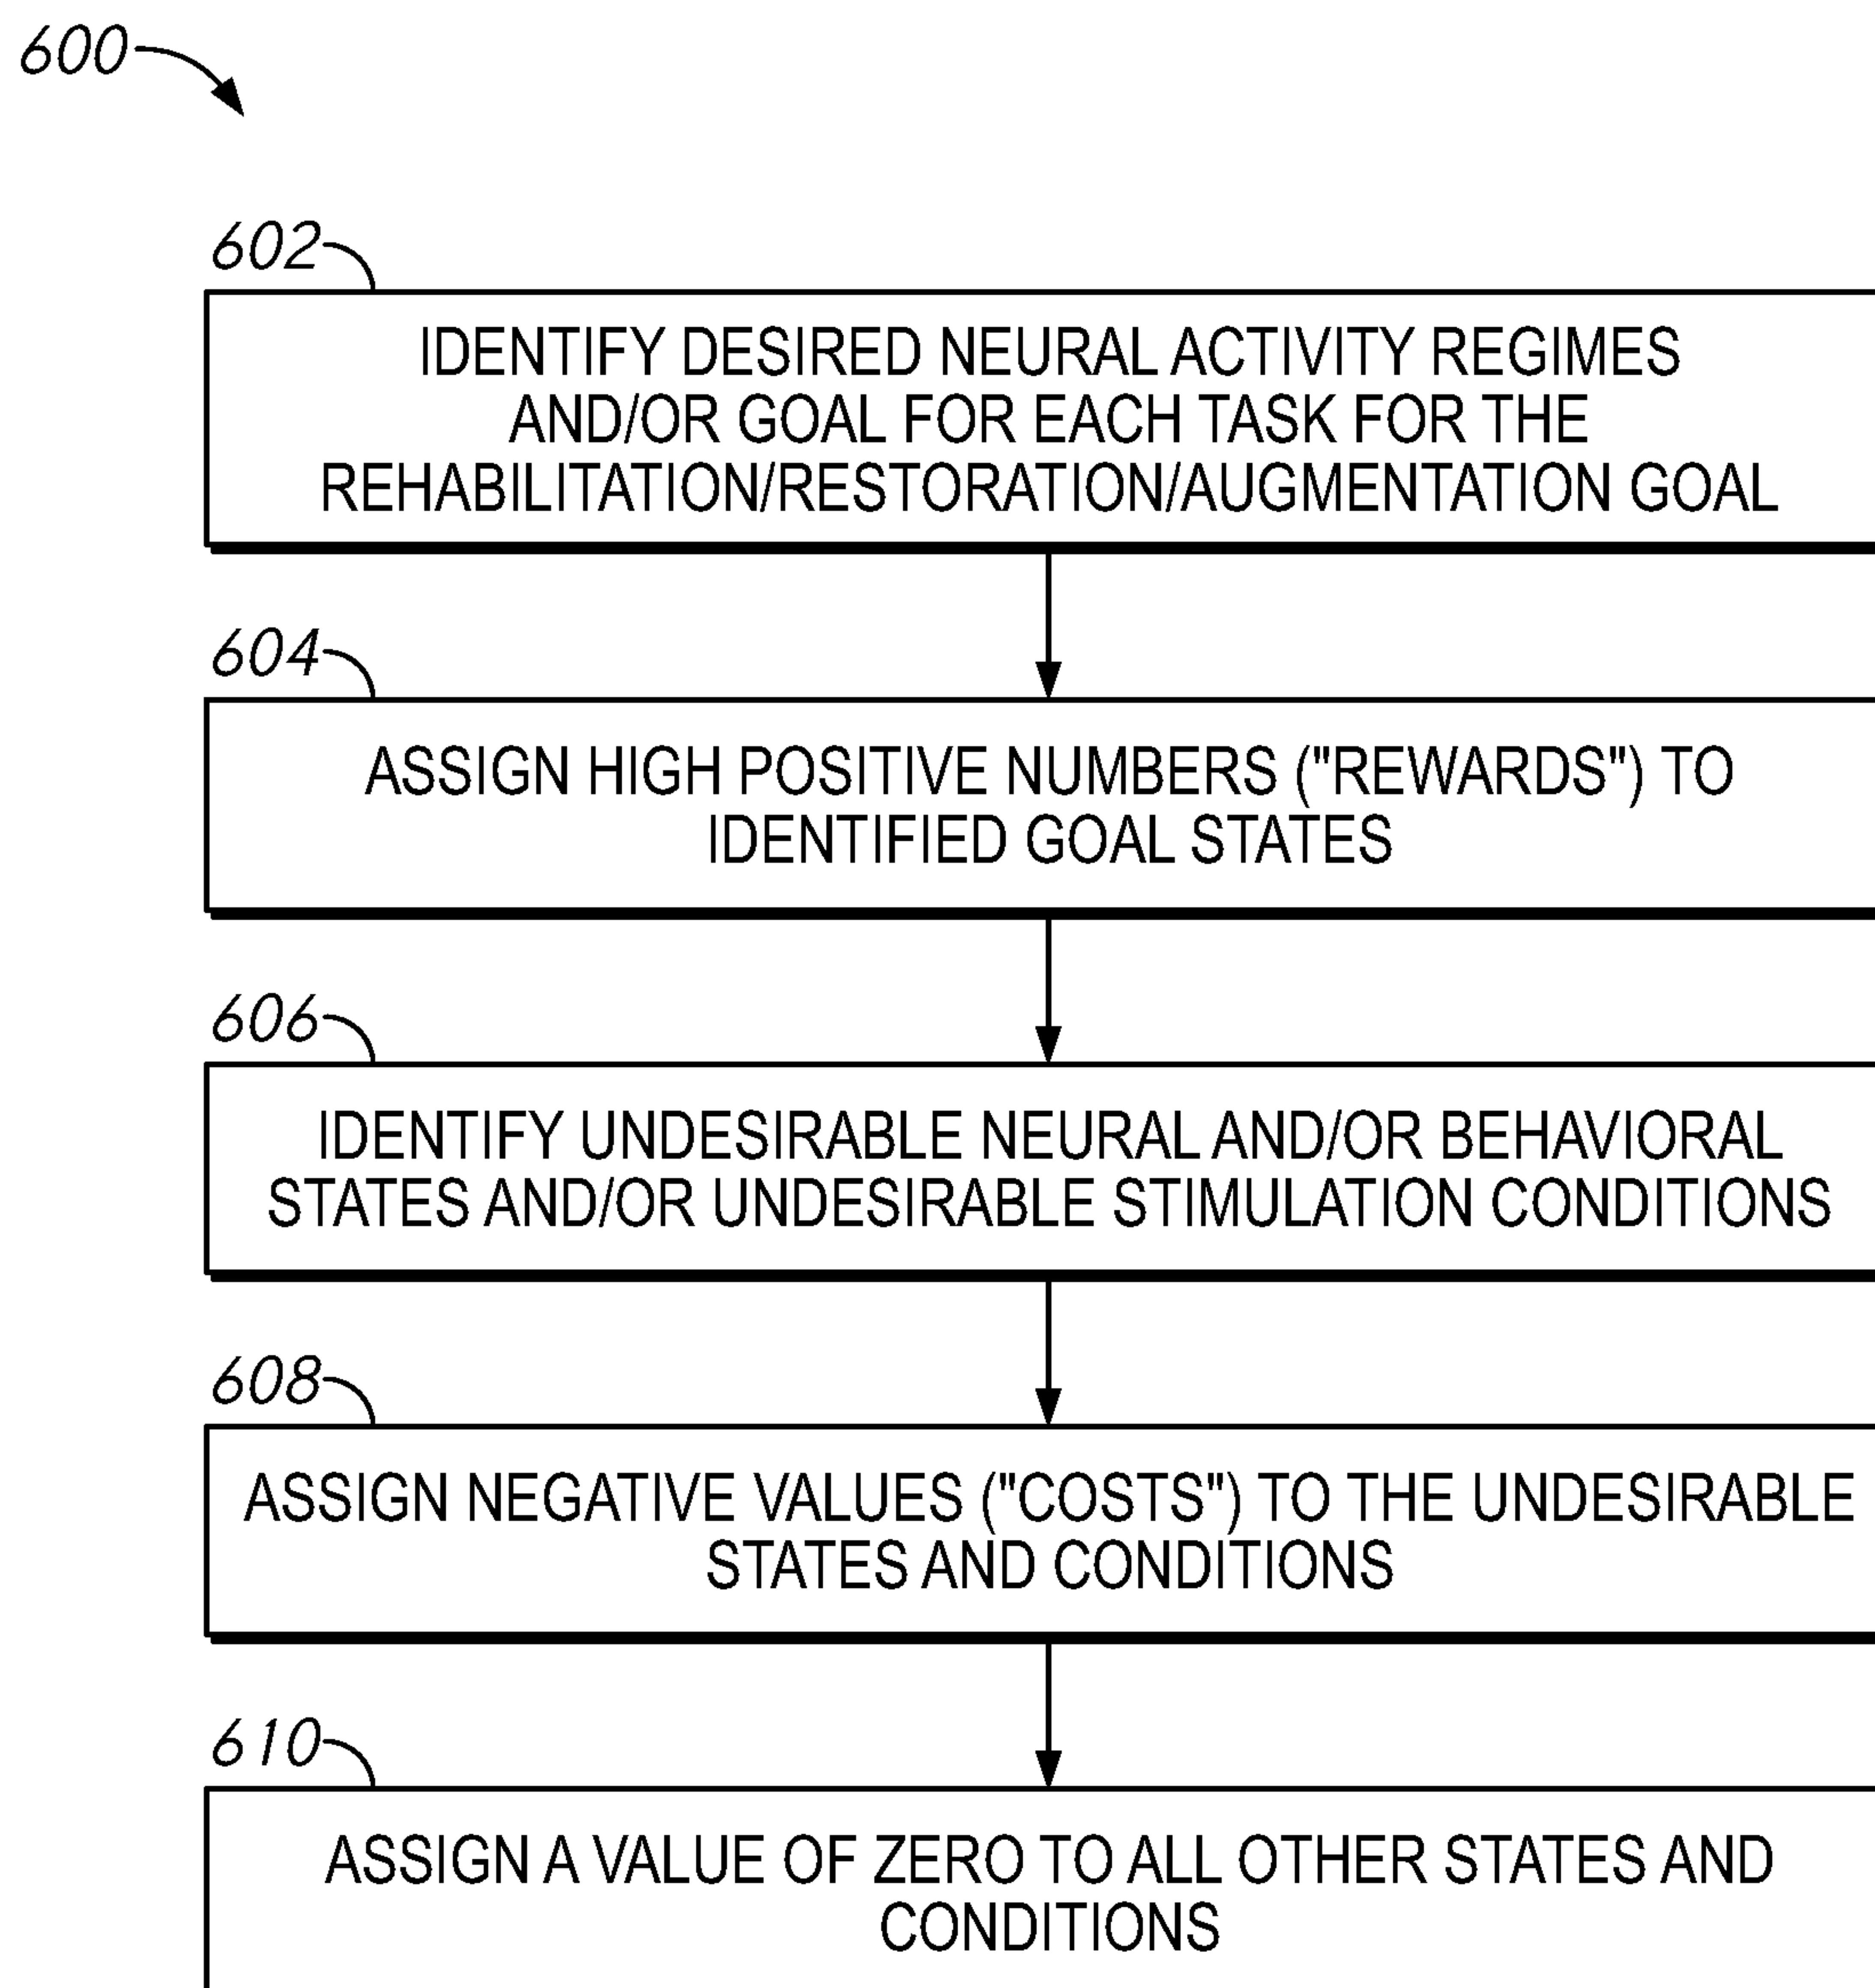 600
602
IDENTIFY DESIRED NEURAL ACTIVITY REGIMES
AND/OR GOAL FOR EACH TASK FOR THE
REHABILITATION/RESTORATION/AUGMENTATION GOAL
604
ASSIGN HIGH POSITIVE NUMBERS ("REWARDS") TO
IDENTIFIED GOAL STATES
606
IDENTIFY UNDESIRABLE NEURAL AND/OR BEHAVIORAL
STATES AND/OR UNDESIRABLE STIMULATION CONDITIONS
608
ASSIGN NEGATIVE VALUES ("COSTS") TO THE UNDESIRABLE
STATES AND CONDITIONS
610
ASSIGN A VALUE OF ZERO TO ALL OTHER STATES AND
CONDITIONS